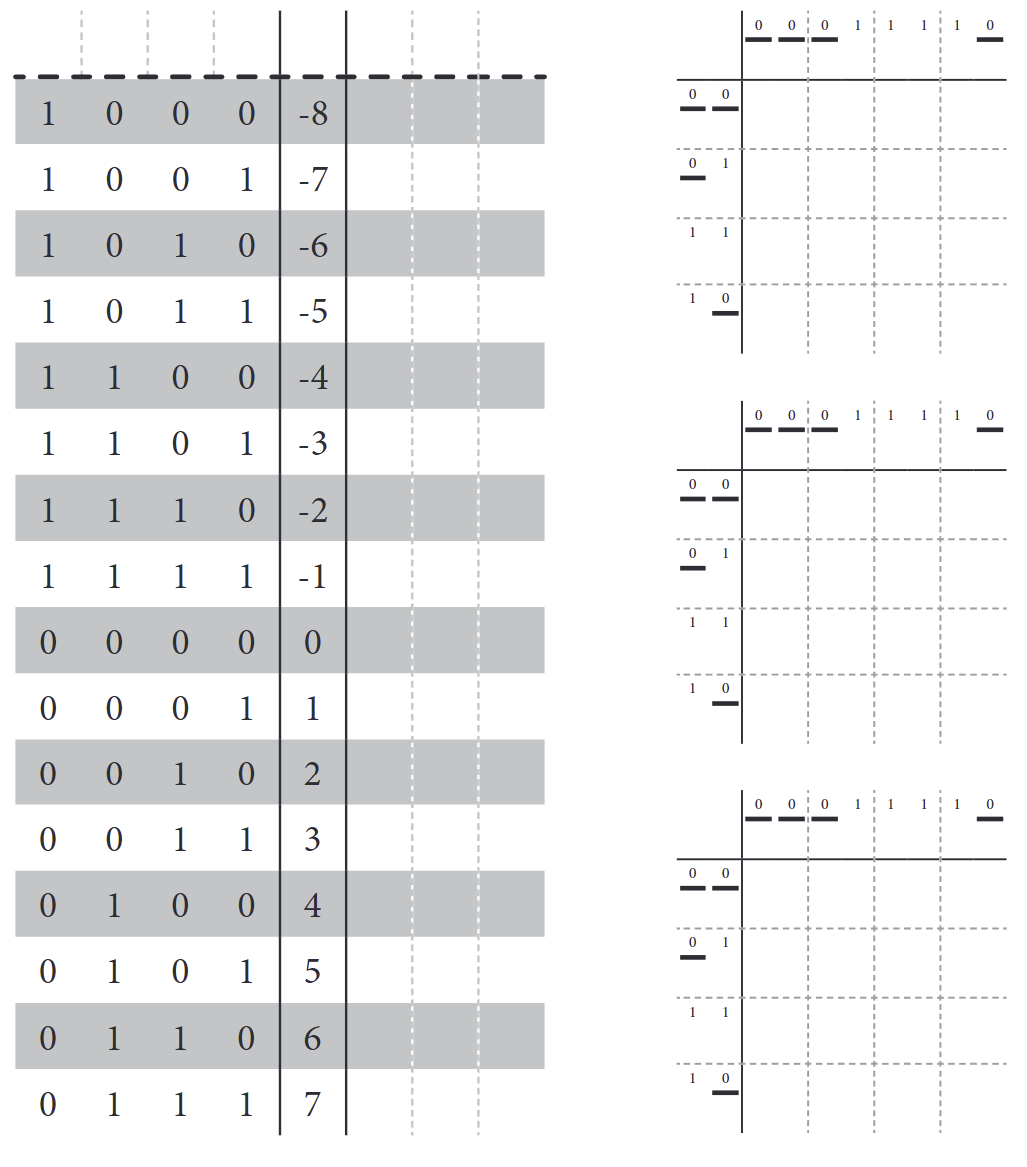 1 0 0 0 -8
1 0 0 1 -7
1 0 1 0 -6
1 0 1 1 -5
1 1 0 0 -4
1 1 0 1 -3
1 1 1 0 -2
1 1 1 1 -1
0 0 0 0 0
0 0 0 1 1
0 0 1 0 2
0 0 1 1 3
0 1 0 0 4
0 1 0 1 5
0 1 1 0 6
0 1 1 1 7
0 0 0 1 1 1 1 0
0 0
0 1
1 1
1 0
0 0 0 1 1 1 1 0
0 0
0 1
1 1
1 0
0 0 0 1 1 1 1 0
0 0
0 1
1 1
1 0